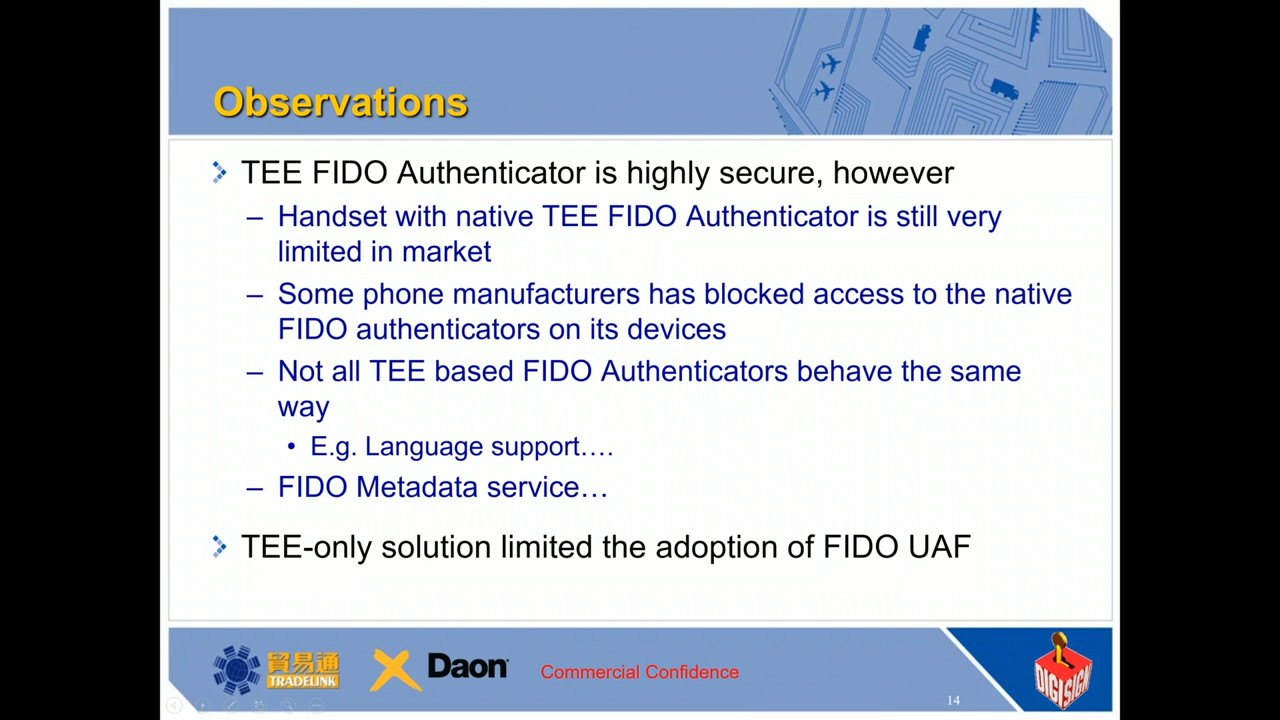 Observations
TEE FIDO Authenticator is highly secure, however
– Handset with native TEE FIDO Authenticator is still very
limited in market
– Some phone manufacturers has blocked access to the native
FIDO authenticators on its devices
– Not all TEE based FIDO Authenticators behave the same
way
• E.g. Language support….
– FIDO Metadata service…
TEE-only solution limited the adoption of FIDO UAF
貿易通
TRADELINK
Daon
Commercial Confidence
14
DIGISIGN